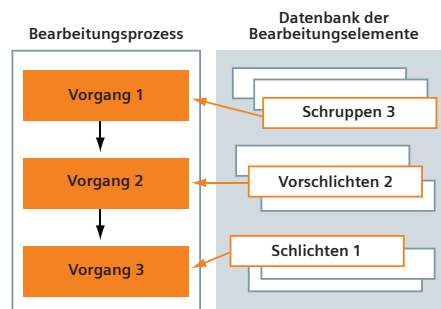 Bearbeitungsprozess
Datenbank der
Bearbeitungselemente
Vorgang 1
Schruppen 3
Vorgang 2
Vorschlichten 2
Schlichten 1
Vorgang 3